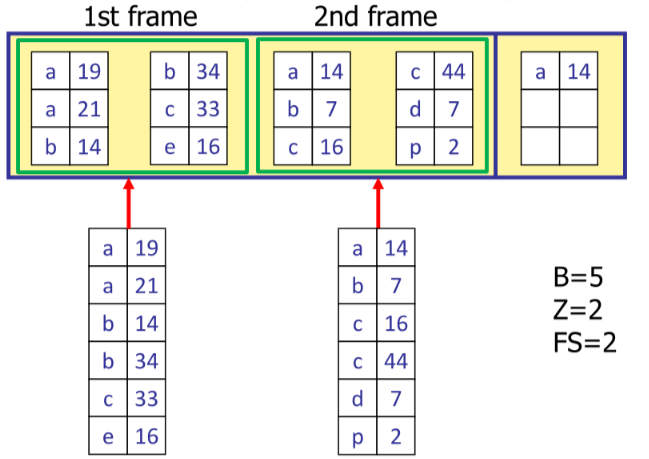 1st frame 2nd frame
a 19 b 34 a 14 c 44 a 14
a 21 c 33 b 7 d 7
b 14 e 16 c 16 p 2
a 19 a 14
a 21 b 7
b 14 c 16
b 34 c 44
c 33 d 7
e 16 p 2
B=5
Z=2
FS=2